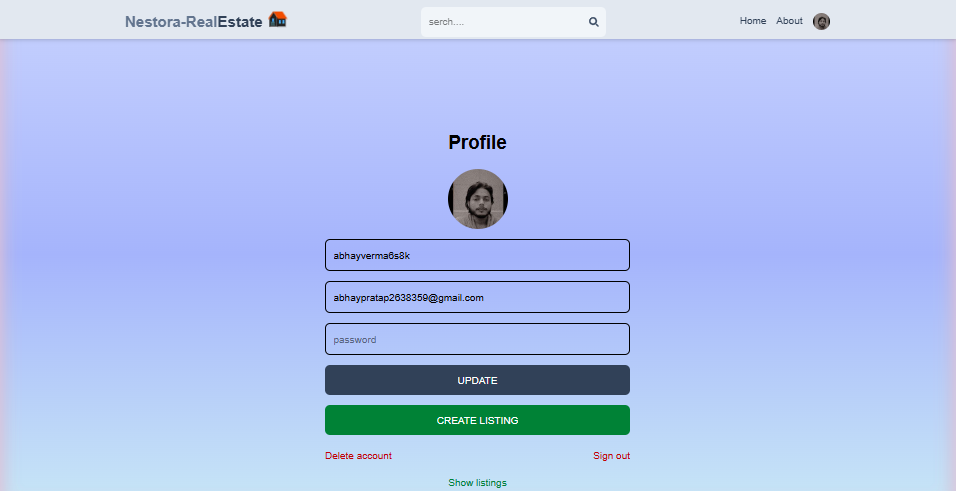 Nestora-RealEstate
serch....
Home
About
Profile
abhayverma6s8k
abhaypratap2638359@gmail.com
password
UPDATE
CREATE LISTING
Delete account
Sign out
Show listings